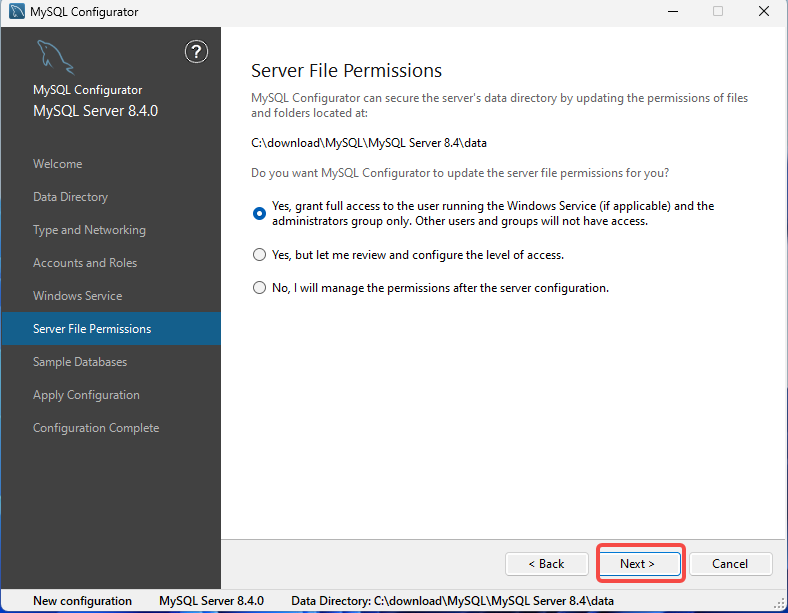 MySQL Configurator
?
MySQL Configurator
MySQL Server 8.4.0
Welcome
Data Directory
Type and Networking
Accounts and Roles
Windows Service
Server File Permissions
Sample Databases
Apply Configuration
Configuration Complete
Server File Permissions
MySQL Configurator can secure the server's data directory by updating the permissions of files
and folders located at:
C:\download\MySQL\MySQL Server 8.4\data
Do you want MySQL Configurator to update the server file permissions for you?
Yes, grant full access to the user running the Windows Service (if applicable) and the
administrators group only. Other users and groups will not have access.
Yes, but let me review and configure the level of access.
No, I will manage the permissions after the server configuration.
< Back
Next >
Cancel
New configuration
MySQL Server 8.4.0
Data Directory: C:\download\MySQL\MySQL Server 8.4\data